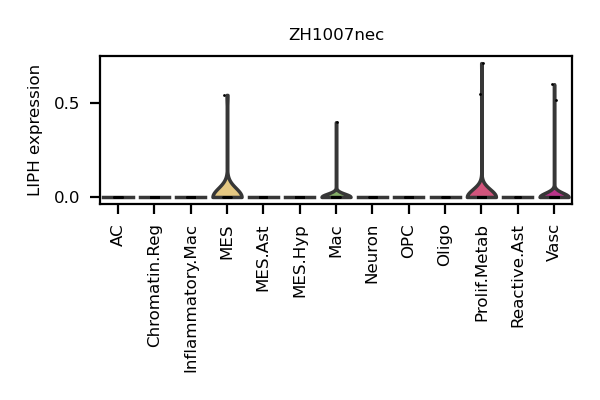 ZH1007nec
LIPH expression
0.5
0.0
AC
Chromatin.Reg
Inflammatory.Mac
MES
MES.Ast
MES.Hyp
Mac
Neuron
OPC
Oligo
Prolif.Metab
Reactive.Ast
Vasc